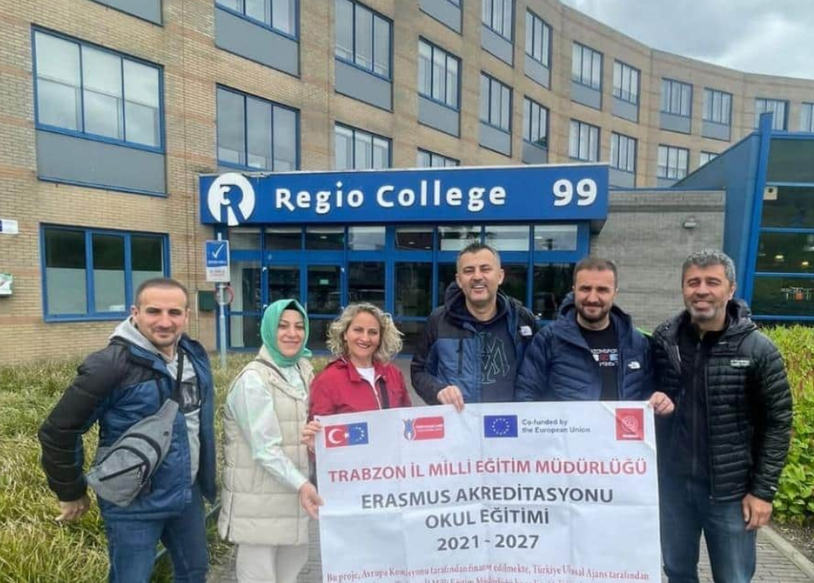 Regio College 99
Co-funded by
the European Union
TRABZON İL MİLLİ EĞİTİM MÜDÜRLÜĞÜ
ERASMUS AKREDİTASYONU
OKUL EĞİTİMİ
2021 - 2027
Bu proje, Avrupa Komisyonu tarafından finanse edilmekte, Türkiye Ulusal Ajansı tarafından